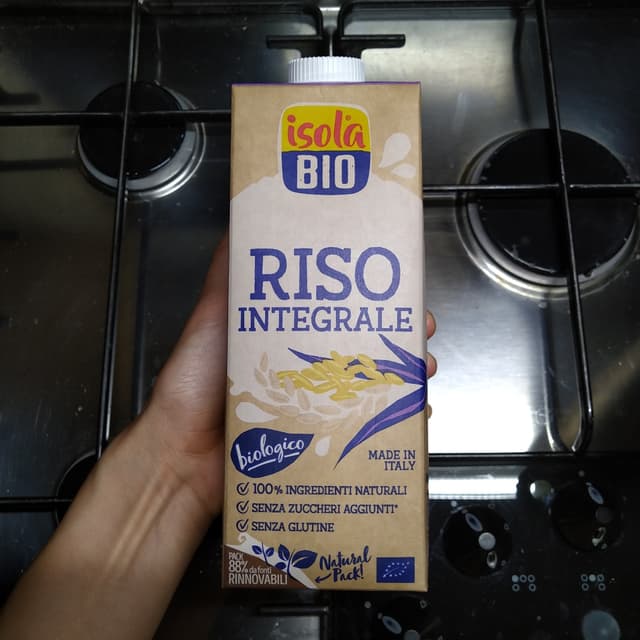 isola
BIO
RISO
INTEGRALE
biologico
MADE IN
ITALY
100% INGREDIENTI NATURALI
SENZA ZUCCHERI AGGIUNTI*
SENZA GLUTINE
PACK
88% da fonti
RINNOVABILI
Natural
Pack!